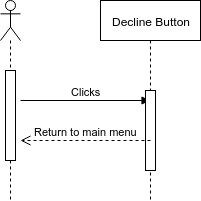 Decline Button
Clicks
Return to main menu